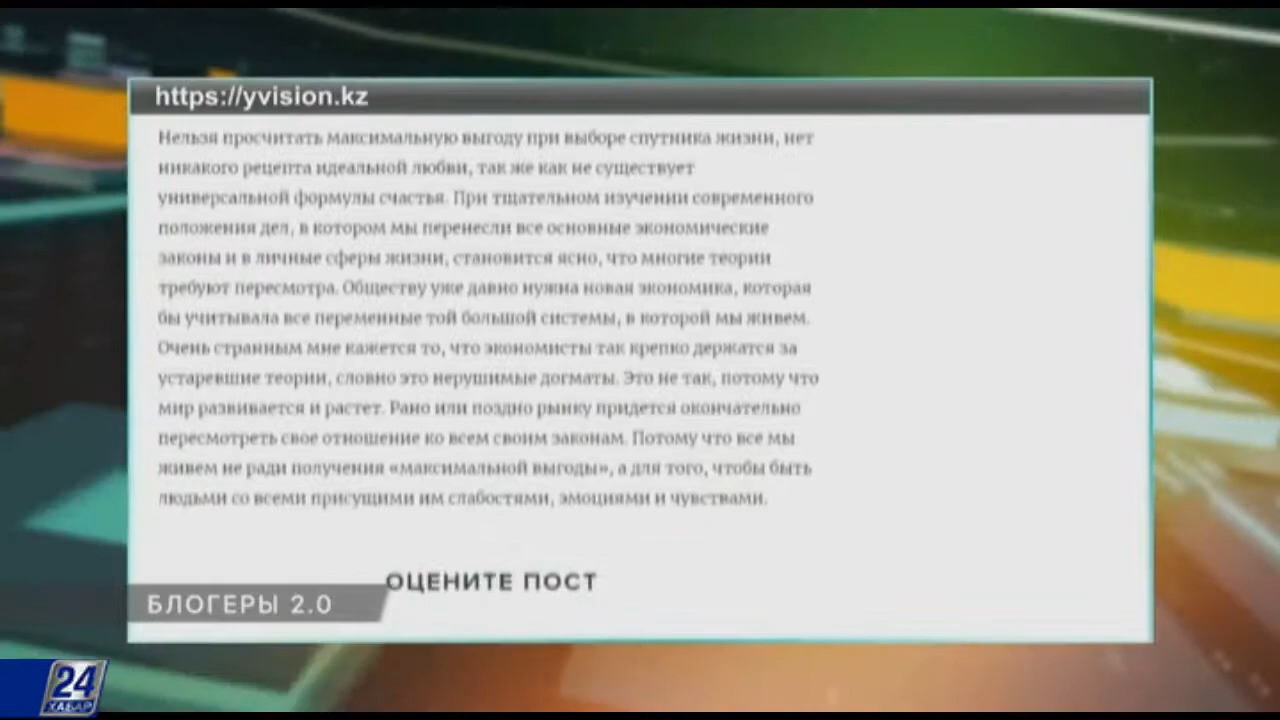 https://yvision.kz
Нельзя просчитать максимальную выгоду при выборе спутника жизни, нет
никакого рецепта идеальной любви, так же как не существует
универсальной формулы счастья. При тщательном изучении современного
положения дел, в котором мы перенесли все основные экономические
законы и в личные сферы жизни, становится ясно, что многие теории
требуют пересмотра. Обществу уже давно нужна новая экономика, которая
бы учитывала все переменные той большой системы, в которой мы живем.
Очень странным мне кажется то, что экономисты так крепко держатся за
устаревшие теории, словно это нерушимые догматы. Это не так, потому что
мир развивается и растет. Рано или поздно рынку придется окончательно
пересмотреть свое отношение ко всем своим законам. Потому что все мы
живем не ради получения «максимальной выгоды», а для того, чтобы быть
людьми со всеми присущими им слабостями, эмоциями и чувствами.
ОЦЕНИТЕ ПОСТ
БЛОГЕРЫ 2.0
24
ХАБАР